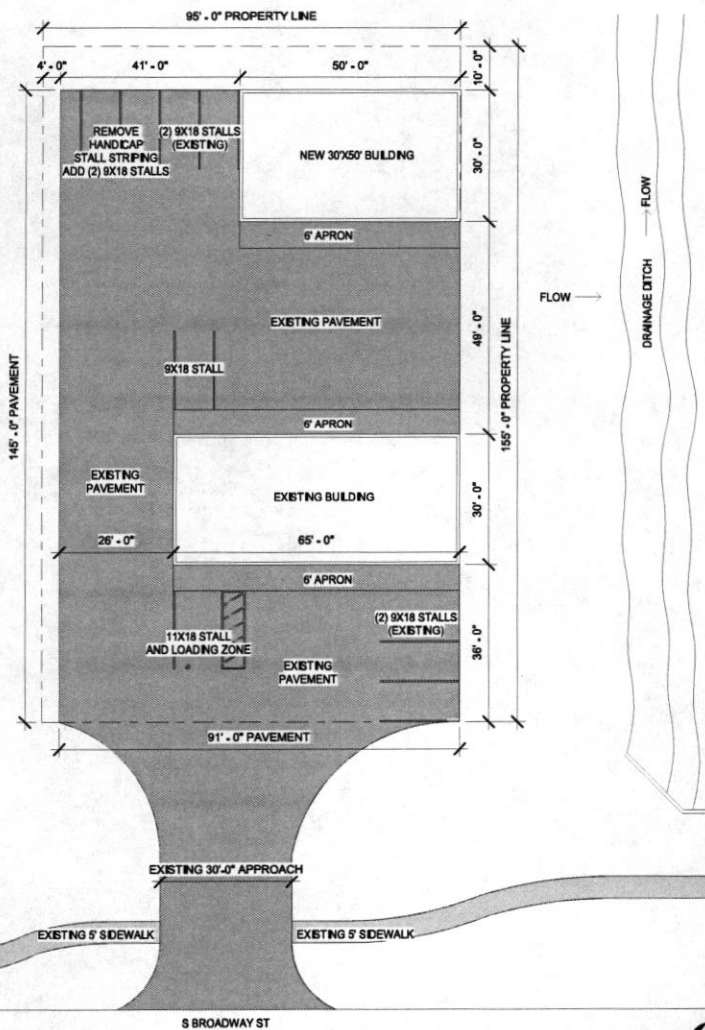 95' - 0" PROPERTY LINE
4' - 0"
41' - 0"
50' - 0"
10' - 0"
REMOVE
HANDICAP
STALL STRIPING
ADD (2) 9X18 STALLS
(2) 9X18 STALLS
(EXISTING)
NEW 30'X50' BUILDING
30' - 0"
6' APRON
FLOW
DRAINAGE DITCH
FLOW
EXISTING PAVEMENT
49' - 0"
9X18 STALL
145' - 0" PAVEMENT
155' - 0" PROPERTY LINE
6' APRON
EXISTING
PAVEMENT
EXISTING BUILDING
30' - 0"
26' - 0"
65' - 0"
6' APRON
11X18 STALL
AND LOADING ZONE
(2) 9X18 STALLS
(EXISTING)
36' - 0"
EXISTING
PAVEMENT
91' - 0" PAVEMENT
EXISTING 30'-0" APPROACH
EXISTING 5' SIDEWALK
EXISTING 5' SIDEWALK
S BROADWAY ST